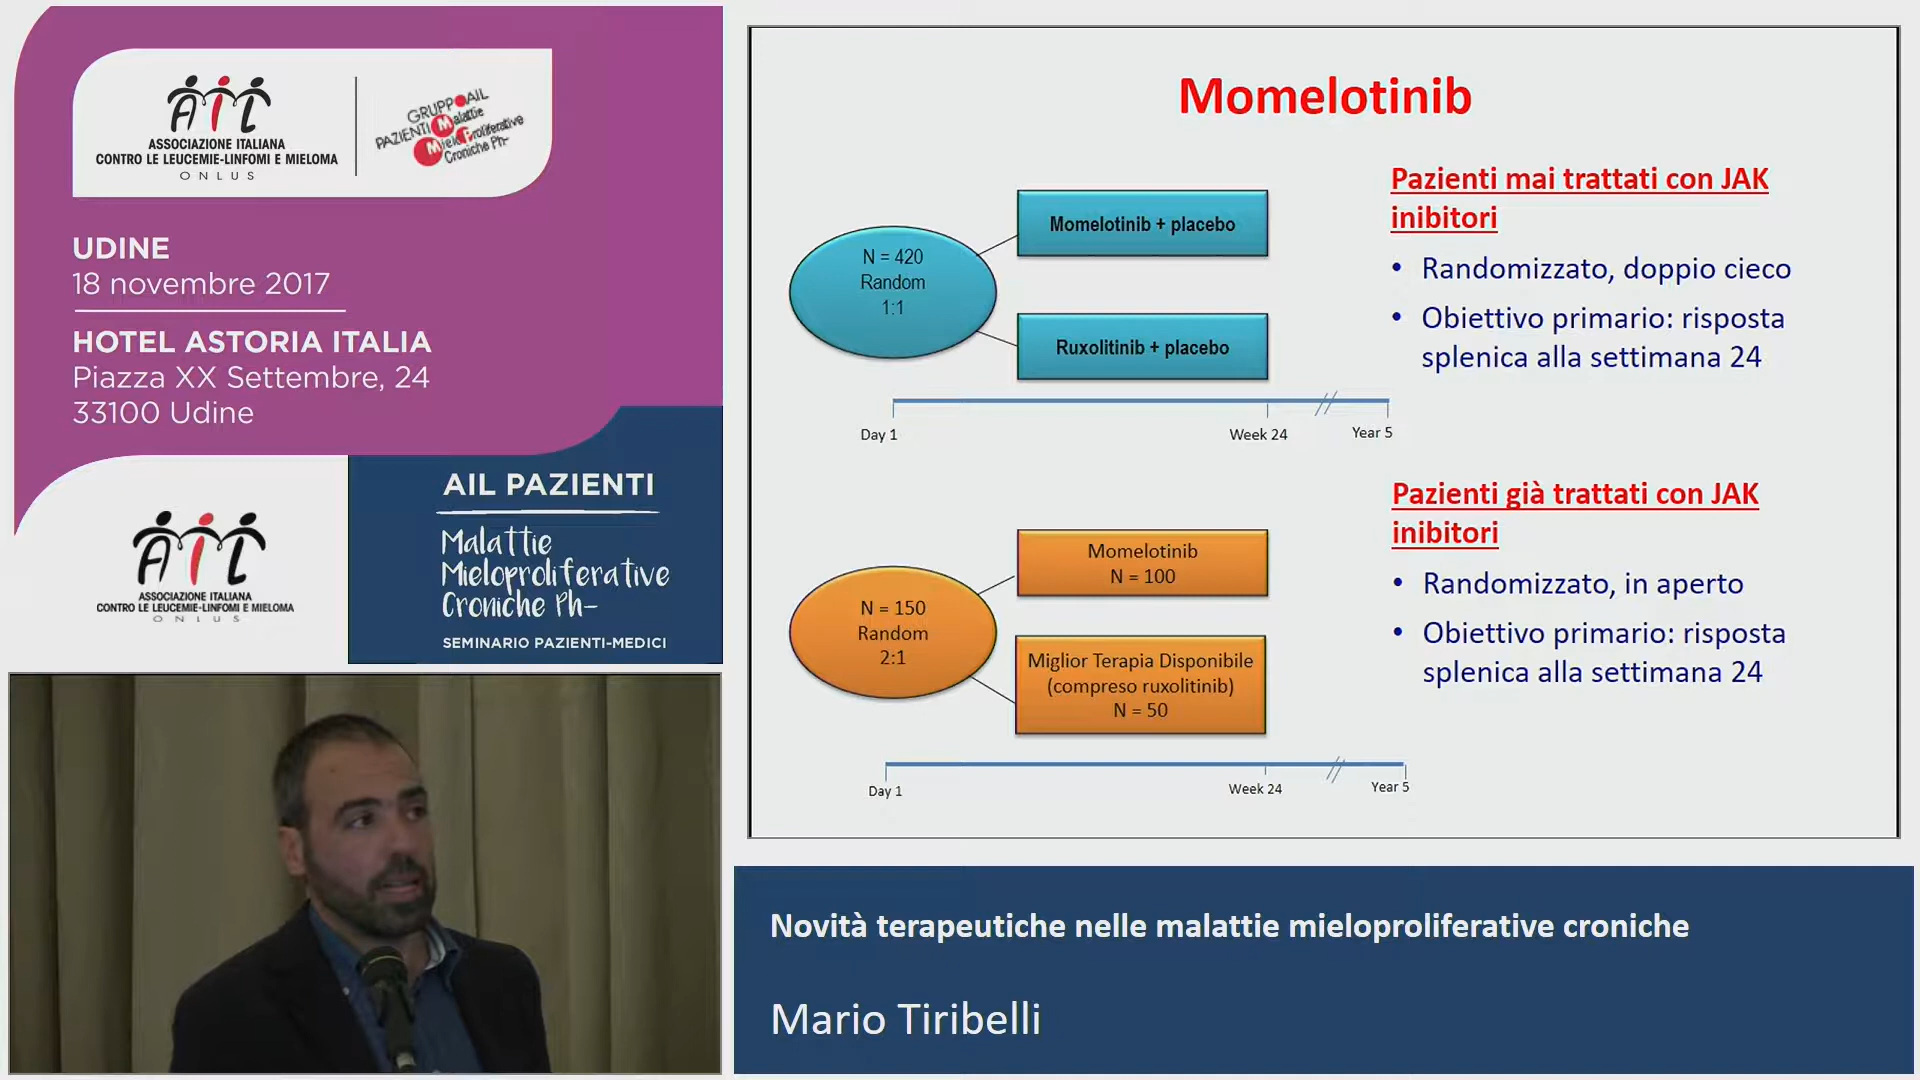 AIL
ASSOCIAZIONE ITALIANA
CONTRO LE LEUCEMIE-LINFOMI E MIELOMA
ONLUS
GRUPPO AIL
PAZIENTI Malattie
MieloProliferative
Croniche Ph-
UDINE
18 novembre 2017
HOTEL ASTORIA ITALIA
Piazza XX Settembre, 24
33100 Udine
AIL
ASSOCIAZIONE ITALIANA
CONTRO LE LEUCEMIE-LINFOMI E MIELOMA
ONLUS
AIL PAZIENTI
Malattie
Mieloproliferative
Croniche Ph-
SEMINARIO PAZIENTI-MEDICI
Momelotinib
N = 420
Random
1:1
Momelotinib + placebo
Ruxolitinib + placebo
Day 1
Week 24
Year 5
Pazienti mai trattati con JAK
inibitori
• Randomizzato, doppio cieco
• Obiettivo primario: risposta
splenica alla settimana 24
N = 150
Random
2:1
Momelotinib
N = 100
Miglior Terapia Disponibile
(compreso ruxolitinib)
N = 50
Day 1
Week 24
Year 5
Pazienti già trattati con JAK
inibitori
• Randomizzato, in aperto
• Obiettivo primario: risposta
splenica alla settimana 24
Novità terapeutiche nelle malattie mieloproliferative croniche
Mario Tiribelli